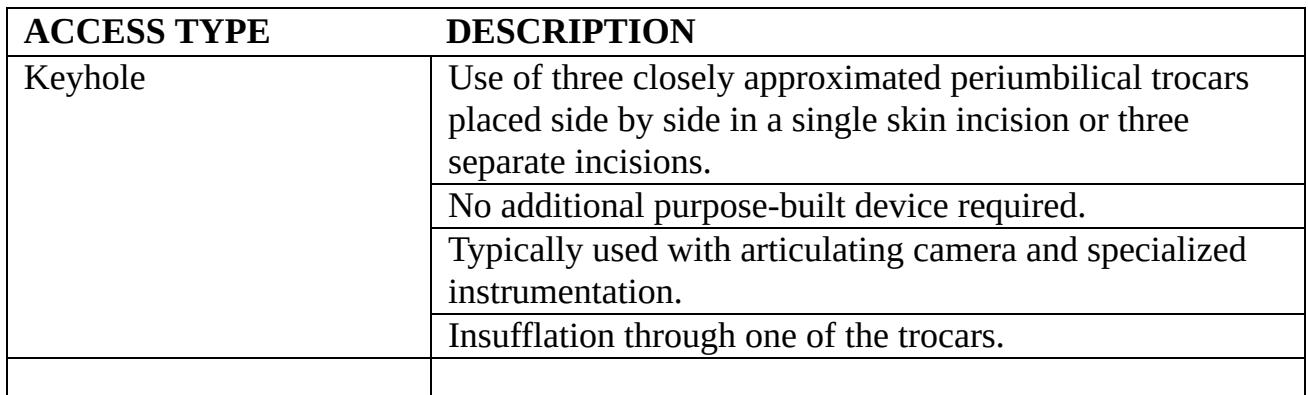 ACCESS TYPE DESCRIPTION
Keyhole Use of three closely approximated periumbilical trocars
placed side by side in a single skin incision or three
separate incisions.
No additional purpose-built device required.
Typically used with articulating camera and specialized
instrumentation.
Insufflation through one of the trocars.